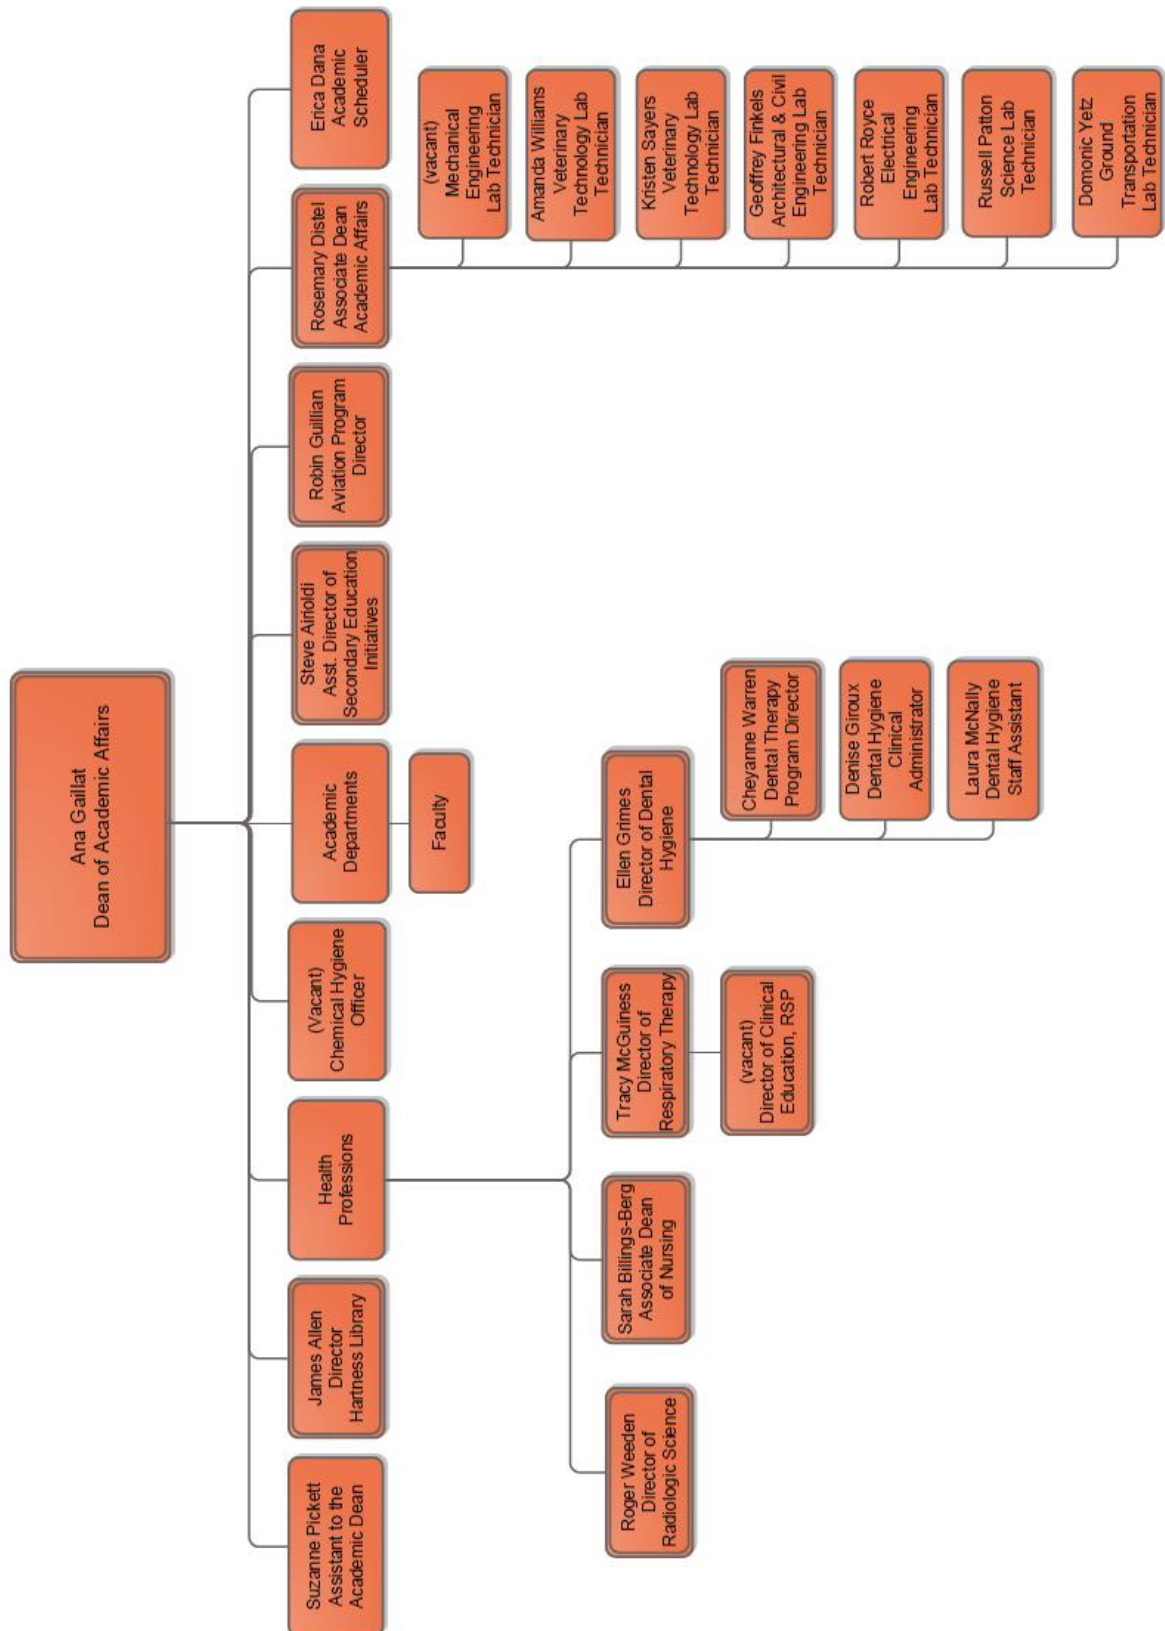 Ana Gaillat
Dean of Academic Affairs
Suzanne Pickett
Assistant to the
Academic Dean
James Allen
Director
Hartness Library
Health
Professions
(Vacant)
Chemical Hygiene
Officer
Academic
Departments
Steve Airioldi
Asst. Director of
Secondary Education
Initiatives
Robin Guillian
Aviation Program
Director
Rosemary Distel
Associate Dean
Academic Affairs
Erica Dana
Academic
Scheduler
Faculty
Roger Weeden
Director of
Radiologic Science
Sarah Billings-Berg
Associate Dean
of Nursing
Tracy McGuiness
Director of
Respiratory Therapy
Ellen Grimes
Director of Dental
Hygiene
(vacant)
Director of Clinical
Education, RSP
Cheyanne Warren
Dental Therapy
Program Director
Denise Giroux
Dental Hygiene
Clinical
Administrator
Laura McNally
Dental Hygiene
Staff Assistant
(vacant)
Mechanical
Engineering
Lab Technician
Amanda Williams
Veterinary
Technology Lab
Technician
Kristen Sayers
Veterinary
Technology Lab
Technician
Geoffrey Finkels
Architectural & Civil
Engineering Lab
Technician
Robert Royce
Electrical
Engineering
Lab Technician
Russell Patton
Science Lab
Technician
Domonic Yetz
Ground
Transportation
Lab Technician